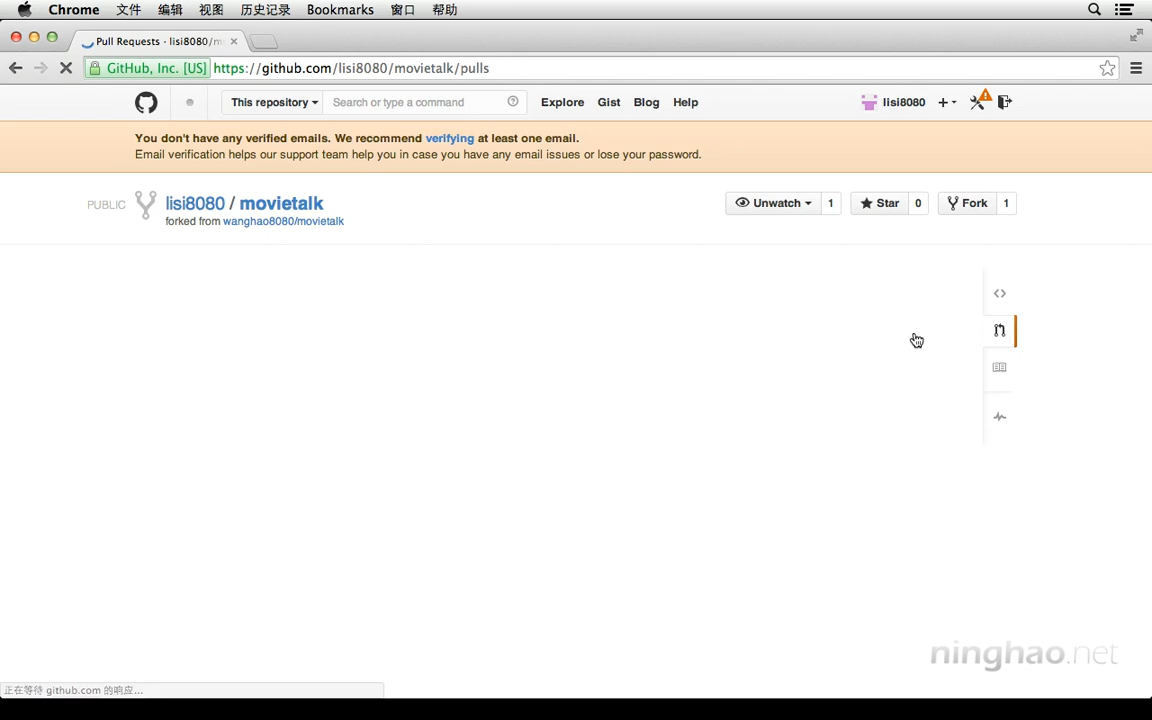 Chrome 文件 编辑 视图 历史记录 Bookmarks 窗口 帮助
Pull Requests · lisi8080/m
GitHub, Inc. [US] https://github.com/lisi8080/movietalk/pulls
This repository Search or type a command Explore Gist Blog Help lisi8080
You don't have any verified emails. We recommend verifying at least one email.
Email verification helps our support team help you in case you have any email issues or lose your password.
PUBLIC lisi8080 / movietalk Unwatch 1 Star 0 Fork 1
forked from wanghao8080/movietalk
ninghao.net
正在等待 github.com 的响应...